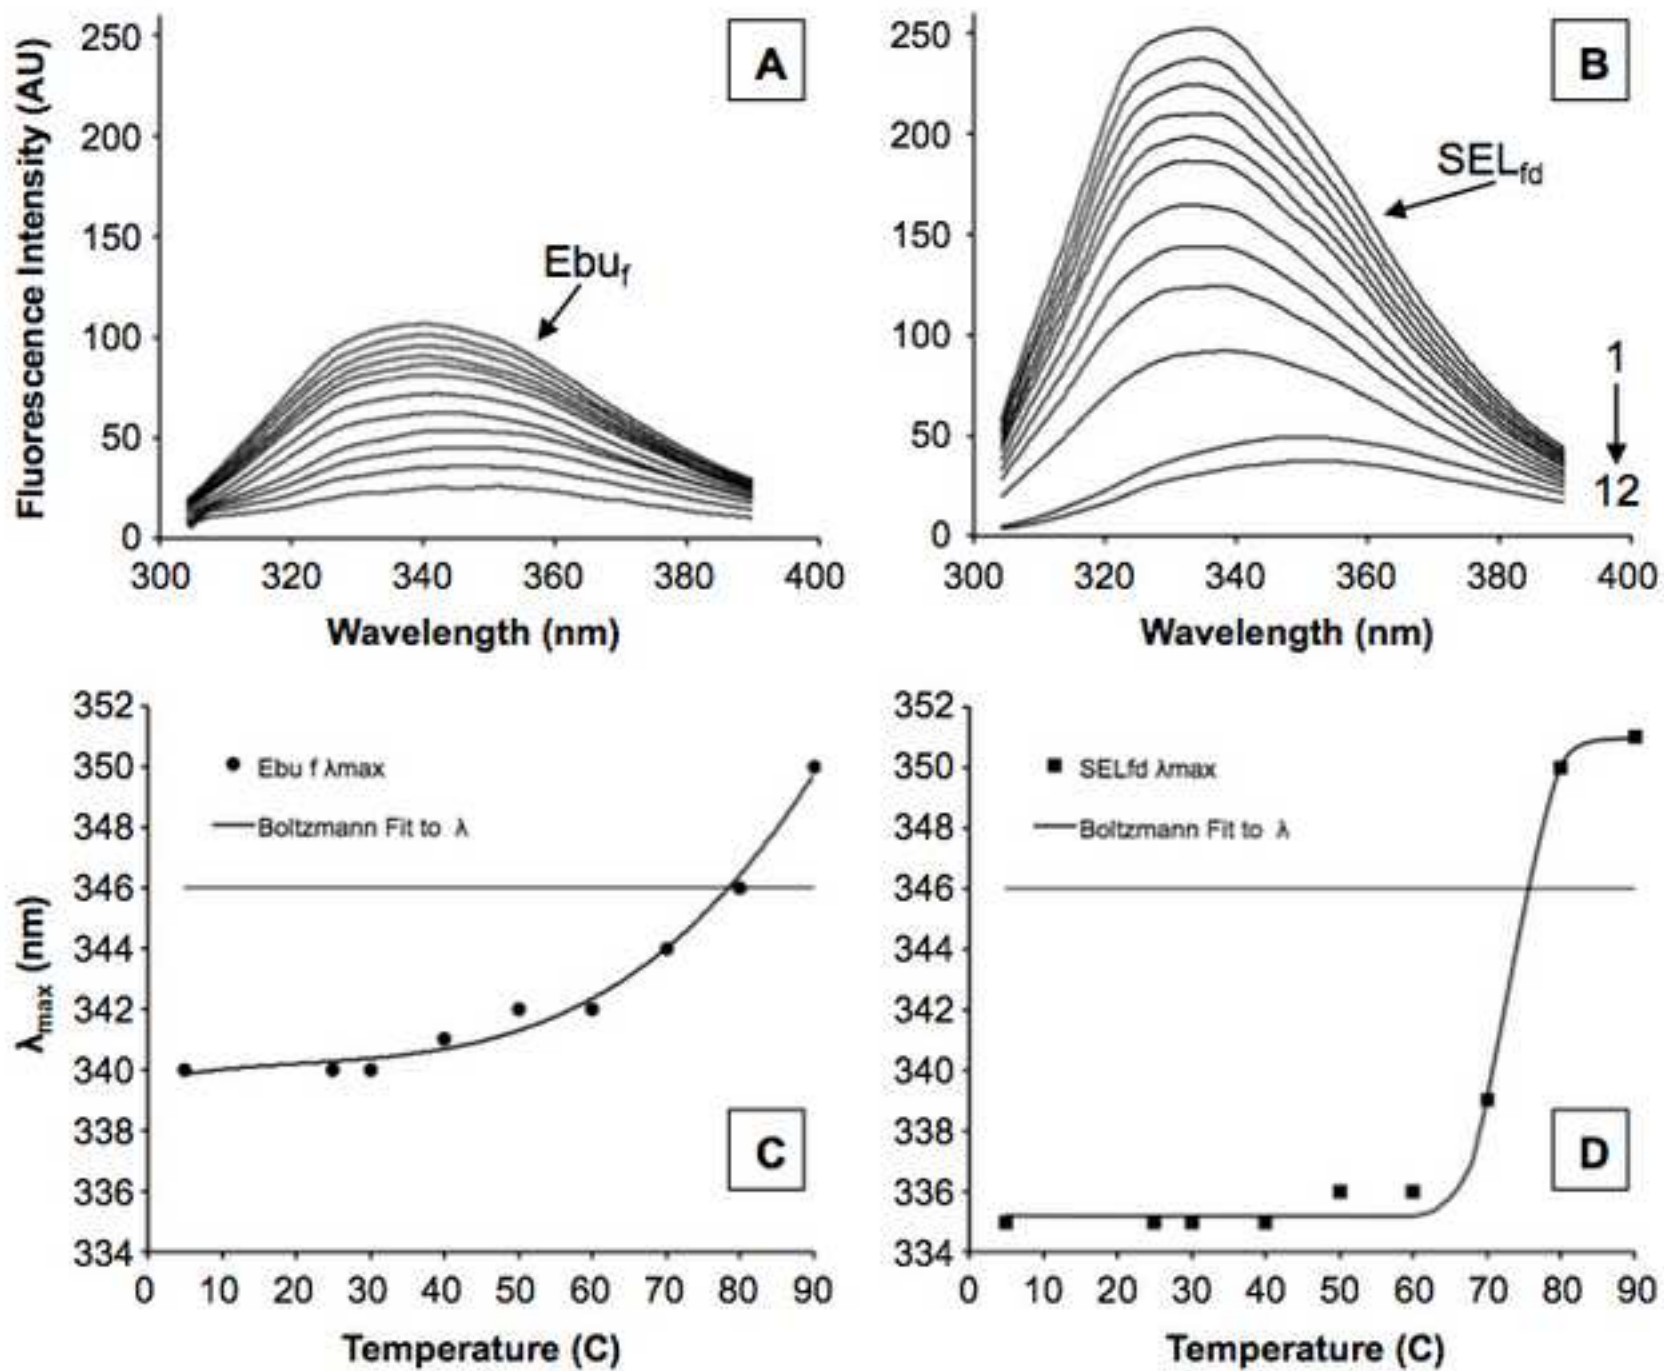 Fluorescence Intensity (AU)
250
200
150
100
50
0
300 320 340 360 380 400
Wavelength (nm)
Ebuf
A
250
200
150
100
50
0
300 320 340 360 380 400
Wavelength (nm)
SELfd
B
1
12
λmax (nm)
352
350
348
346
344
342
340
338
336
334
0 10 20 30 40 50 60 70 80 90
Temperature (C)
Ebu f λmax
Boltzmann Fit to λ
C
352
350
348
346
344
342
340
338
336
334
0 10 20 30 40 50 60 70 80 90
Temperature (C)
SELfd λmax
Boltzmann Fit to λ
D